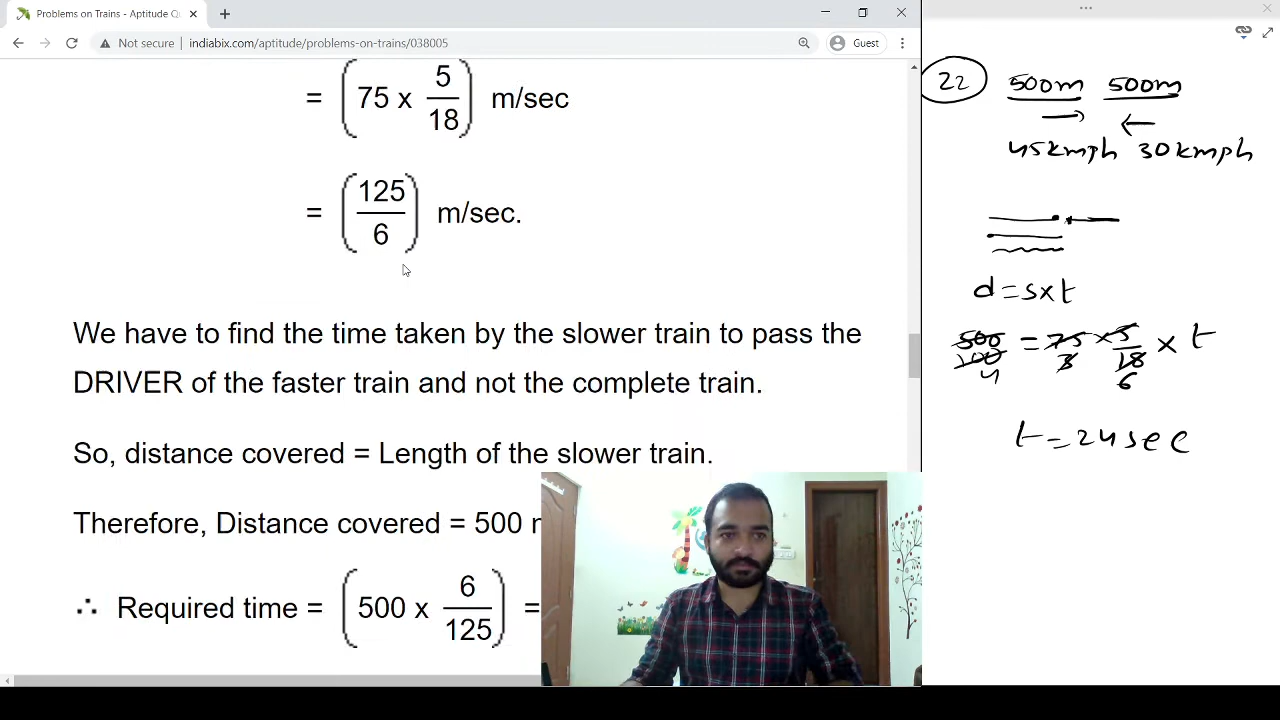 Problems on Trains - Aptitude Q
Not secure | indiabix.com/aptitude/problems-on-trains/038005
Guest
= (75 x 5/18) m/sec
= (125/6) m/sec.
We have to find the time taken by the slower train to pass the
DRIVER of the faster train and not the complete train.
So, distance covered = Length of the slower train.
Therefore, Distance covered = 500
∴ Required time = (500 x 6/125) =
22 500m 500m
45kmph 30kmph
d = s x t
500 = 75 x 5/18 x t
100 3 6
4
t = 24 sec